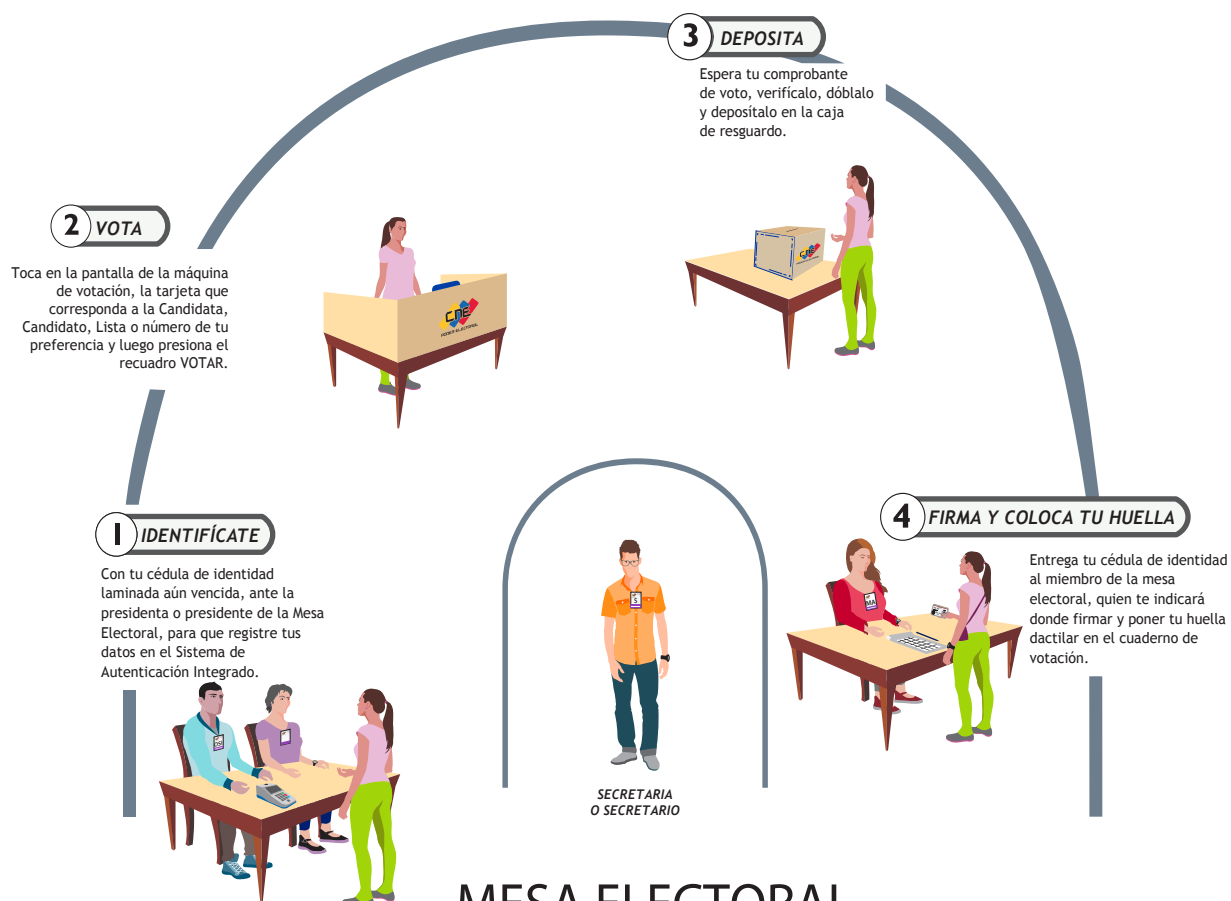 3 DEPOSITA
Espera tu comprobante
de voto, verifícalo, dóblalo
y deposítalo en la caja
de resguardo.
2 VOTA
Toca en la pantalla de la máquina
de votación, la tarjeta que
corresponda a la Candidata,
Candidato, Lista o número de tu
preferencia y luego presiona el
recuadro VOTAR.
CNE
PODER ELECTORAL
CNE
1 IDENTIFÍCATE
Con tu cédula de identidad
laminada aún vencida, ante la
presidenta o presidente de la Mesa
Electoral, para que registre tus
datos en el Sistema de
Autenticación Integrado.
4 FIRMA Y COLOCA TU HUELLA
Entrega tu cédula de identidad
al miembro de la mesa
electoral, quien te indicará
donde firmar y poner tu huella
dactilar en el cuaderno de
votación.
S
MA
SECRETARIA
O SECRETARIO
MESA ELECTORAL